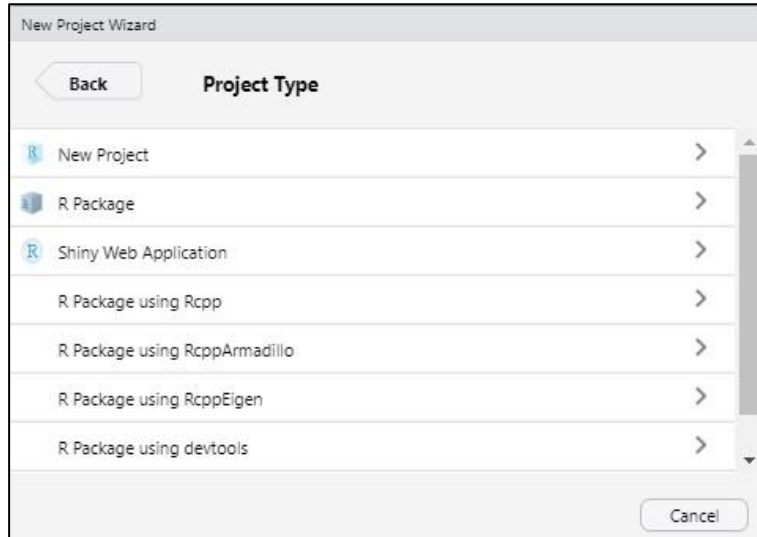 New Project Wizard
Back
Project Type
New Project
R Package
Shiny Web Application
R Package using Rcpp
R Package using RcppArmadillo
R Package using RcppEigen
R Package using devtools
Cancel